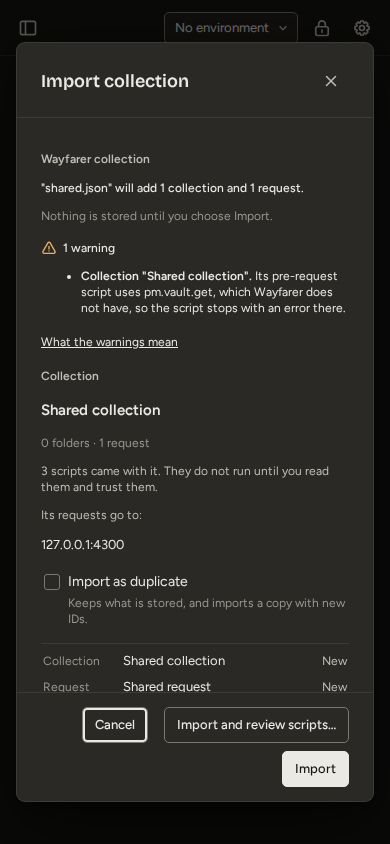 No environment
Import collection
Wayfarer collection
"shared.json" will add 1 collection and 1 request.
Nothing is stored until you choose Import.
1 warning
• Collection "Shared collection". Its pre-request
script uses pm.vault.get, which Wayfarer does
not have, so the script stops with an error there.
What the warnings mean
Collection
Shared collection
0 folders · 1 request
3 scripts came with it. They do not run until you read
them and trust them.
Its requests go to:
127.0.0.1:4300
Import as duplicate
Keeps what is stored, and imports a copy with new
IDs.
Collection Shared collection New
Request Shared request New
Cancel Import and review scripts...
Import